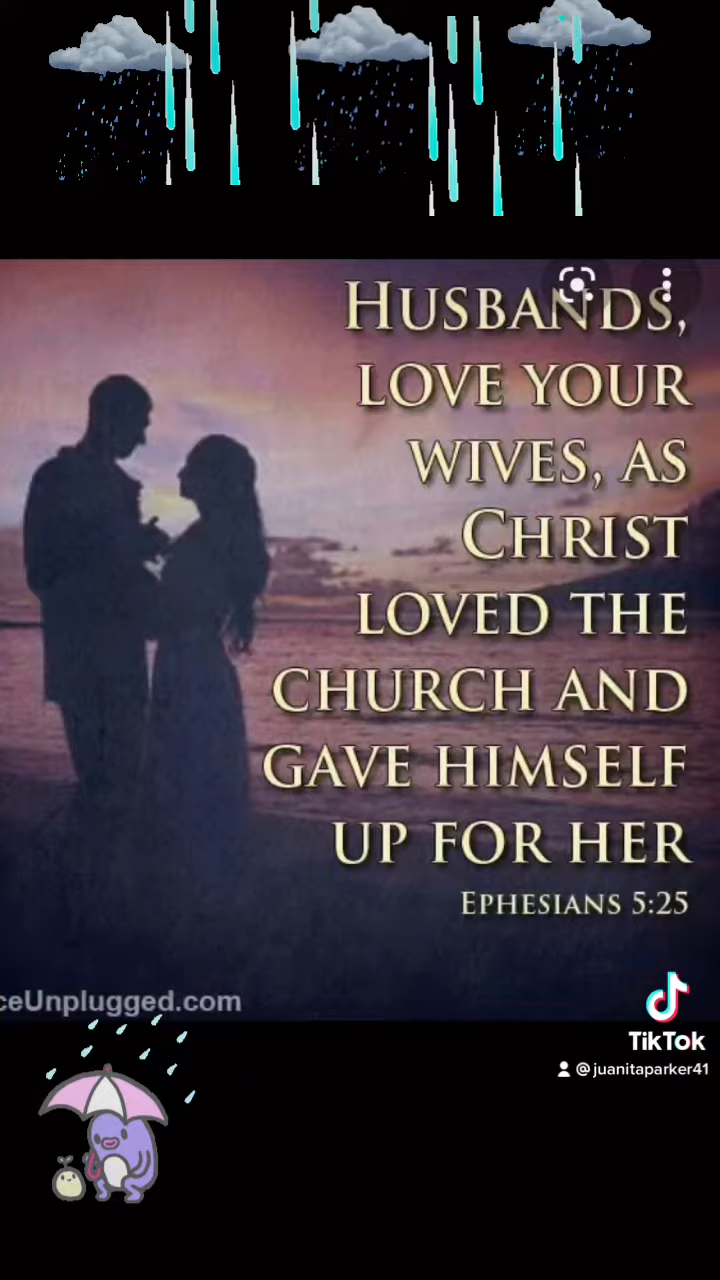 HUSBANDS,
LOVE YOUR
WIVES, AS
CHRIST
LOVED THE
CHURCH AND
GAVE HIMSELF
UP FOR HER
EPHESIANS 5:25
ceUnplugged.com
TikTok
@juanitaparker41